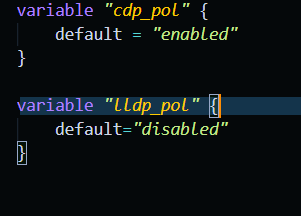 variable "cdp_pol" {
    default = "enabled"
}
variable "lldp_pol" {
    default="disabled"
}